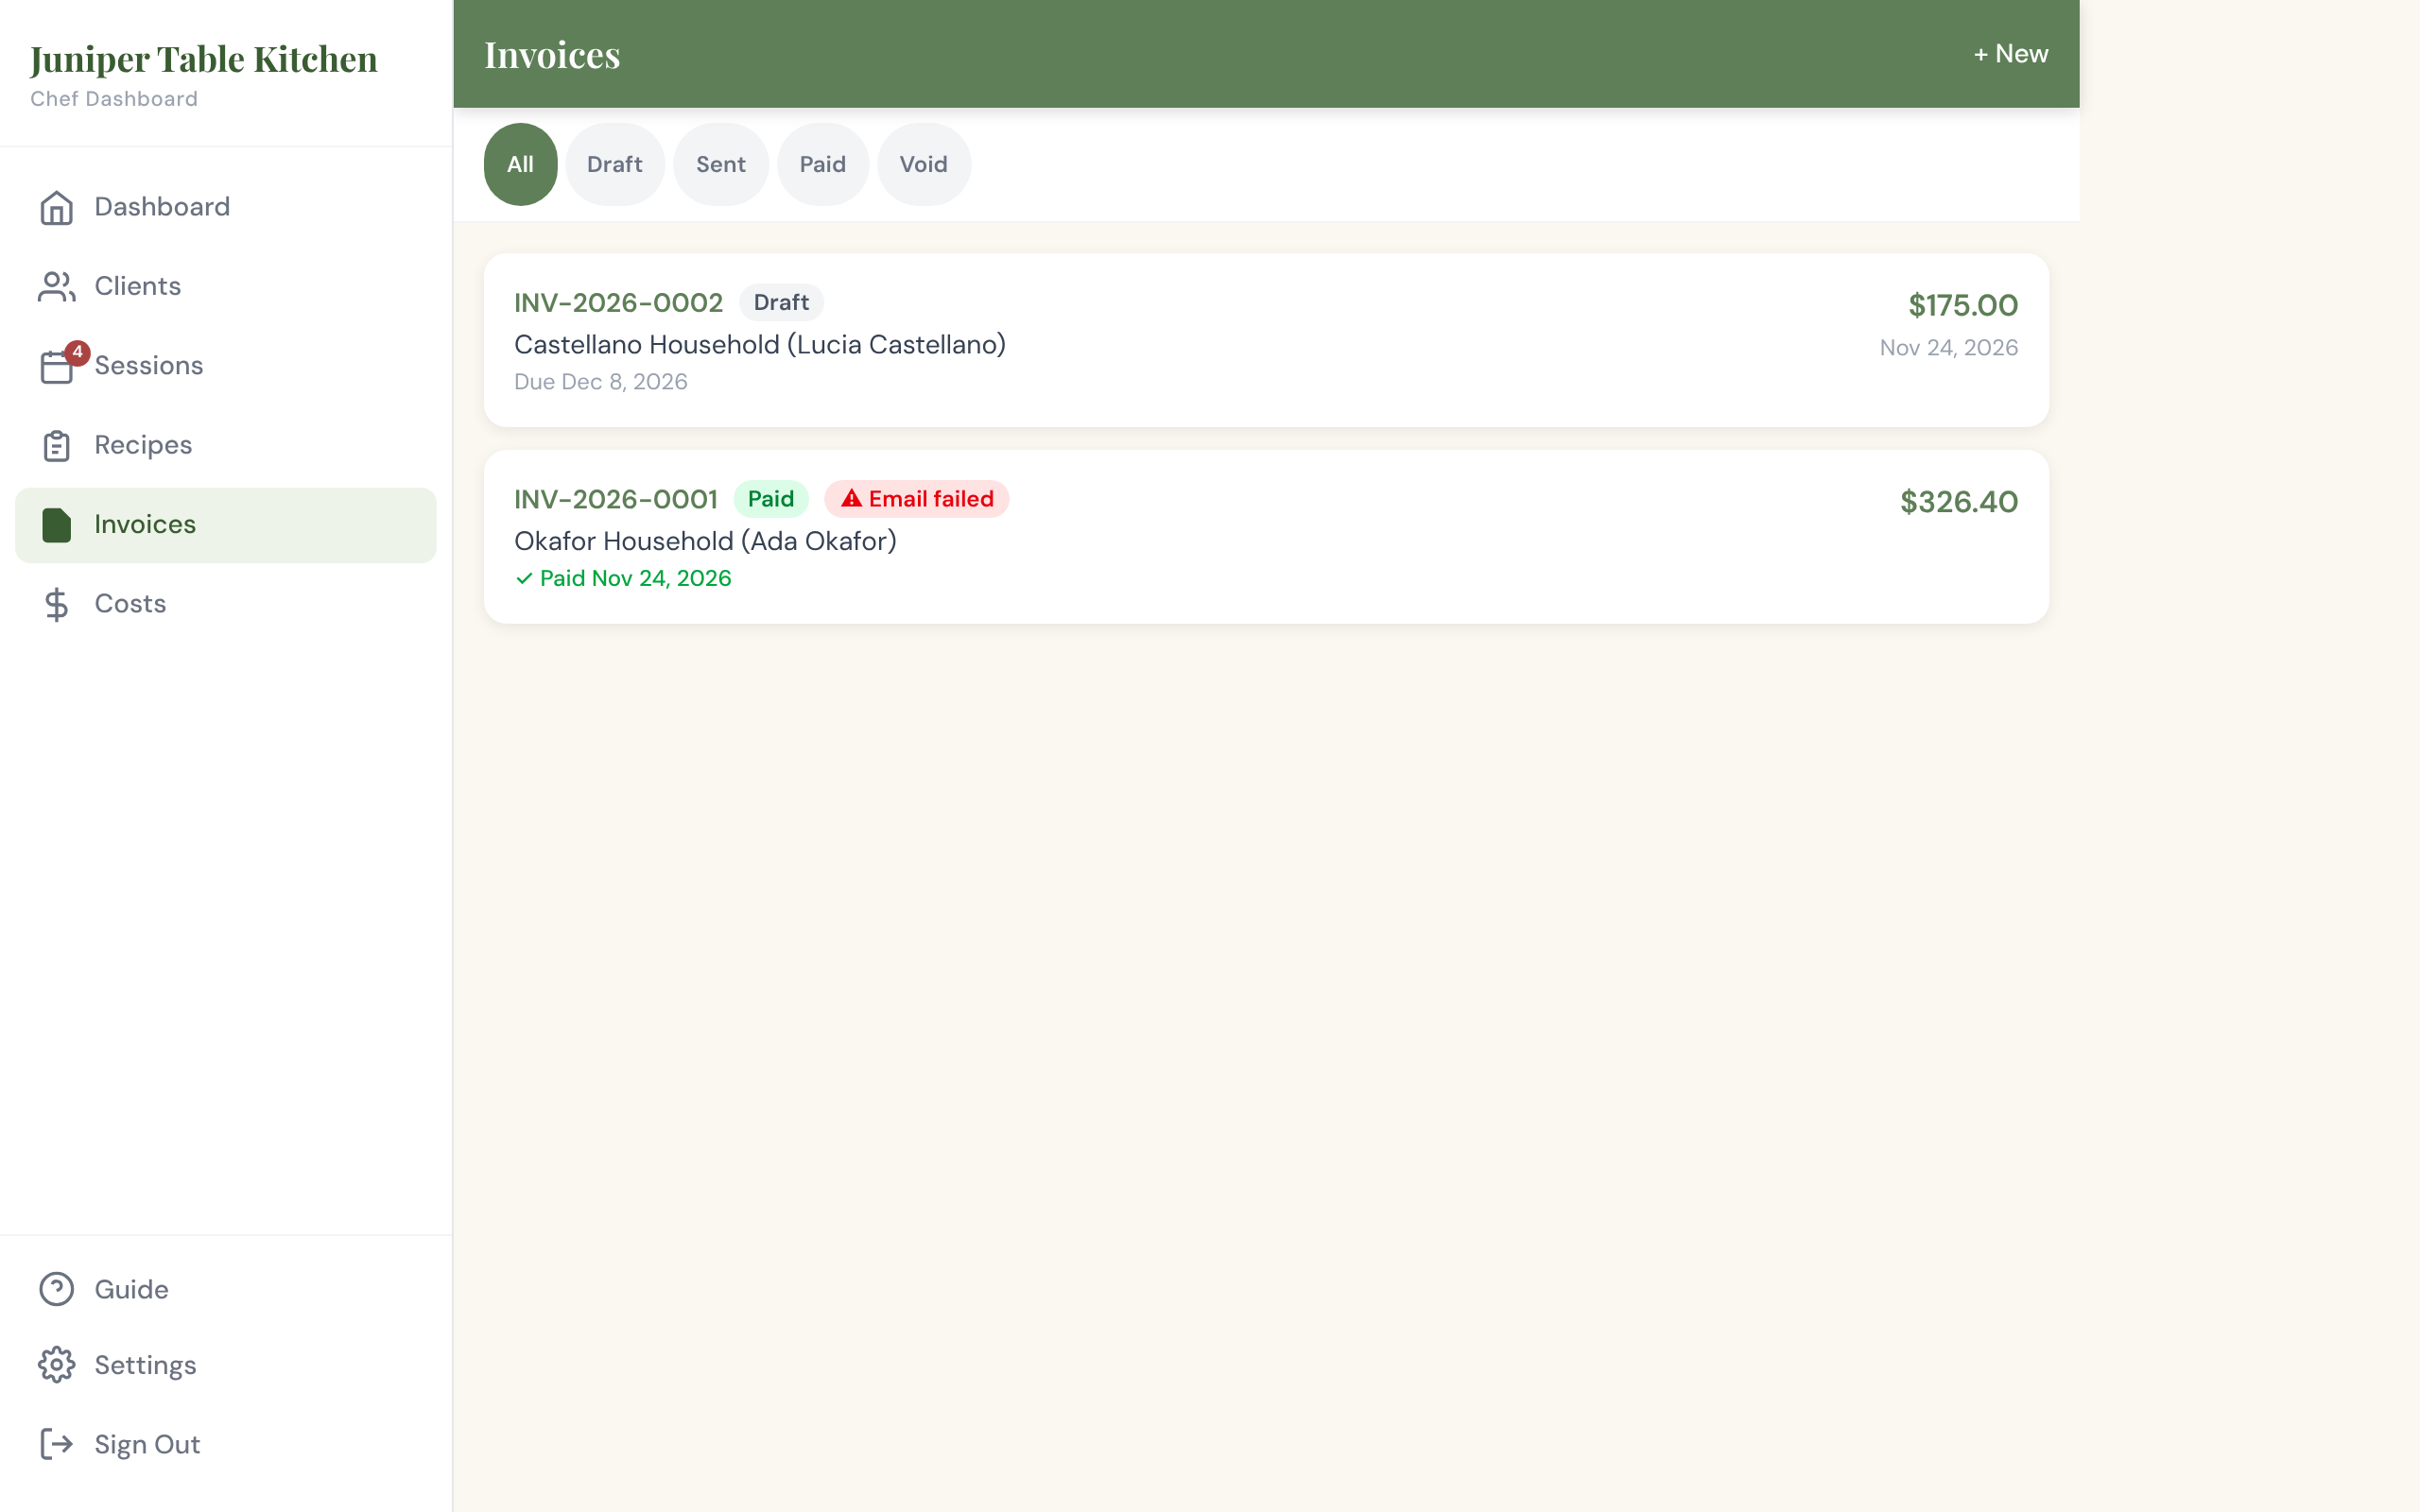 Juniper Table Kitchen
Chef Dashboard
Dashboard
Clients
4
Sessions
Recipes
Invoices
Costs
Guide
Settings
Sign Out
Invoices
+ New
All
Draft
Sent
Paid
Void
INV-2026-0002 Draft
$175.00
Castellano Household (Lucia Castellano)
Nov 24, 2026
Due Dec 8, 2026
INV-2026-0001 Paid Email failed
$326.40
Okafor Household (Ada Okafor)
✓ Paid Nov 24, 2026